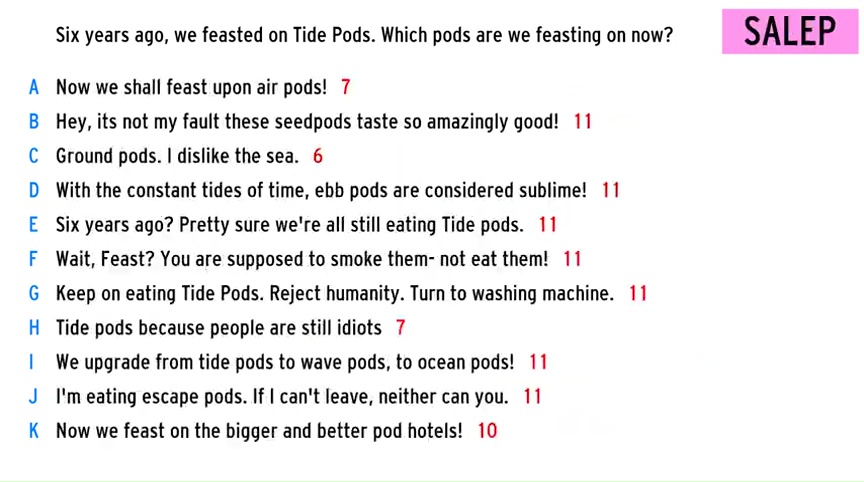 Six years ago, we feasted on Tide Pods. Which pods are we feasting on now?
SALEP
A Now we shall feast upon air pods! 7
B Hey, its not my fault these seedpods taste so amazingly good! 11
C Ground pods. I dislike the sea. 6
D With the constant tides of time, ebb pods are considered sublime! 11
E Six years ago? Pretty sure we're all still eating Tide pods. 11
F Wait, Feast? You are supposed to smoke them- not eat them! 11
G Keep on eating Tide Pods. Reject humanity. Turn to washing machine. 11
H Tide pods because people are still idiots 7
I We upgrade from tide pods to wave pods, to ocean pods! 11
J I'm eating escape pods. If I can't leave, neither can you. 11
K Now we feast on the bigger and better pod hotels! 10